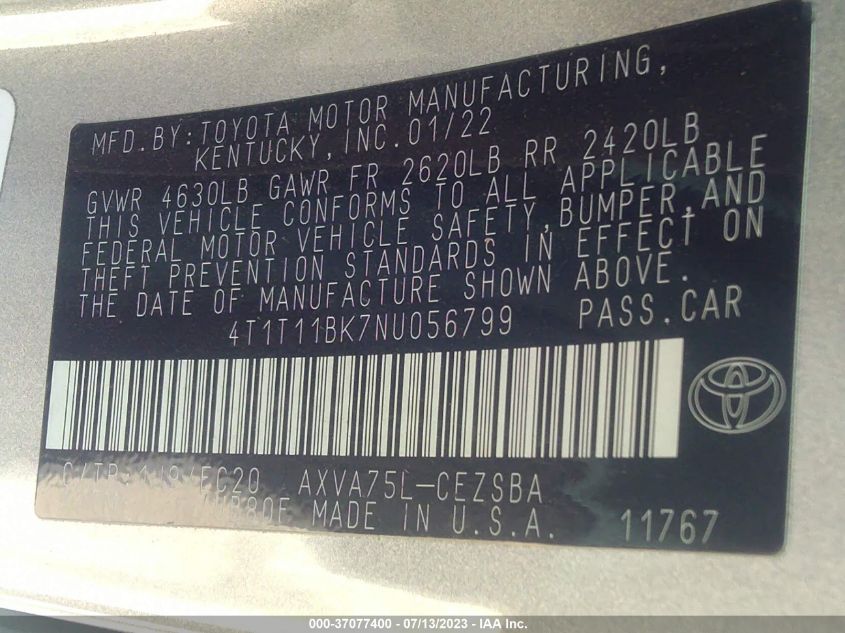 MFD.BY:TOYOTA MOTOR MANUFACTURING,
KENTUCKY,INC.01/22
GVWR 4630LB GAWR FR 2620LB RR 2420LB
THIS VEHICLE CONFORMS TO ALL APPLICABLE
FEDERAL MOTOR VEHICLE SAFETY,BUMPER,AND
THEFT PREVENTION STANDARDS IN EFFECT ON
THE DATE OF MANUFACTURE SHOWN ABOVE.
4T1T11BK7NU056799 PASS.CAR
AXVA75L-CEZSBA
MADE IN U.S.A. 11767
000-37077400 - 07/13/2023 - IAA Inc.